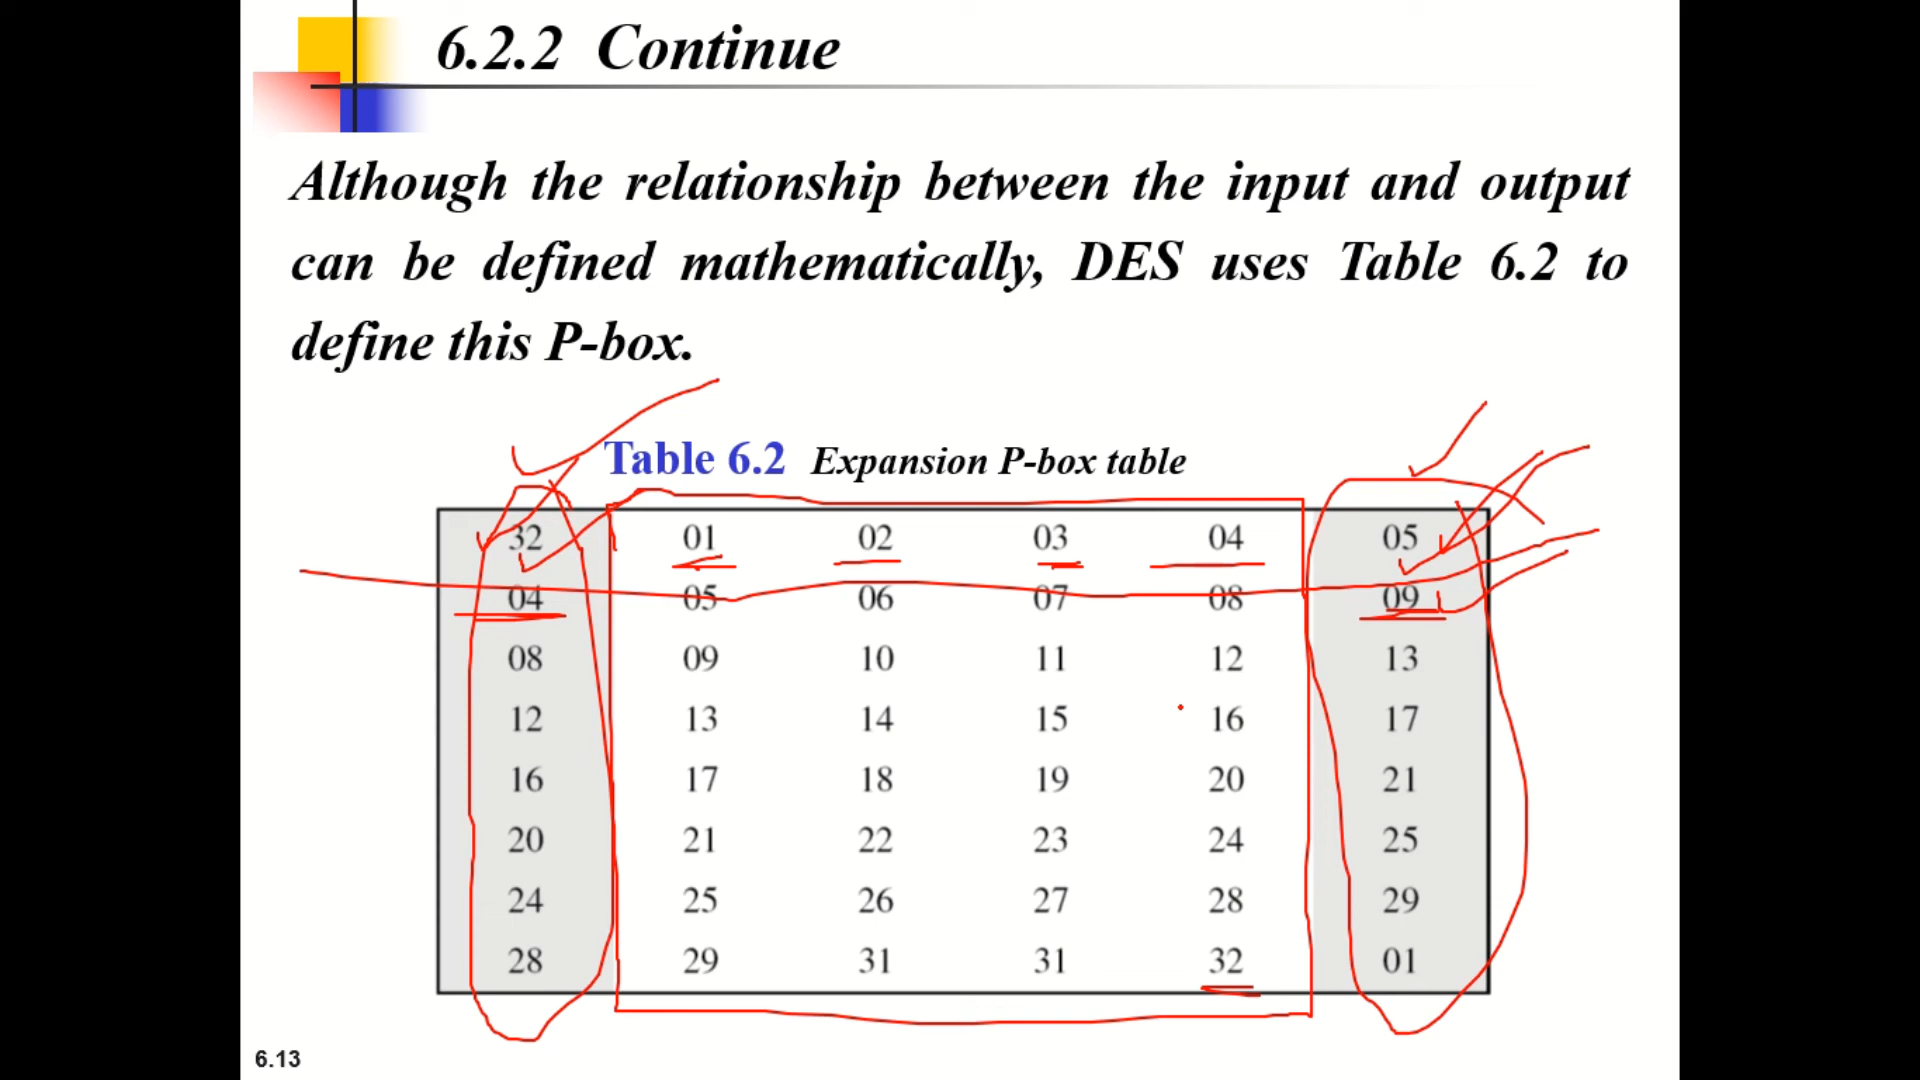 6.2.2 Continue
Although the relationship between the input and output
can be defined mathematically, DES uses Table 6.2 to
define this P-box.
Table 6.2 Expansion P-box table
32 01 02 03 04 05
04 05 06 07 08 09
08 09 10 11 12 13
12 13 14 15 16 17
16 17 18 19 20 21
20 21 22 23 24 25
24 25 26 27 28 29
28 29 31 31 32 01
6.13